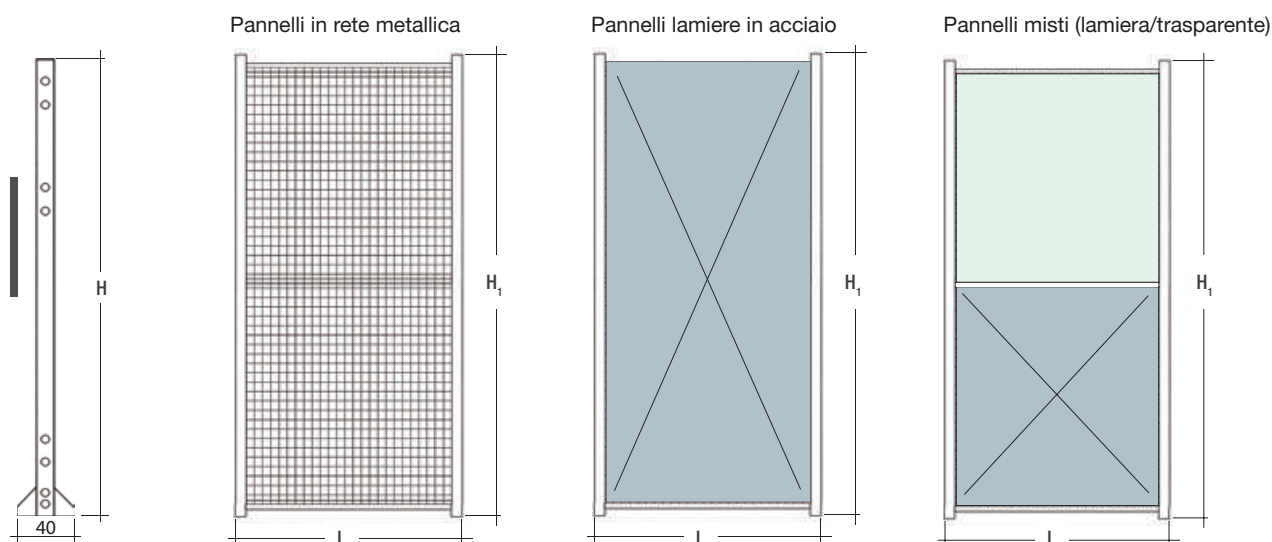 Pannelli in rete metallica
Pannelli lamiere in acciaio
Pannelli misti (lamiera/trasparente)
H
H₁
H₁
H₁
40
L
L
L